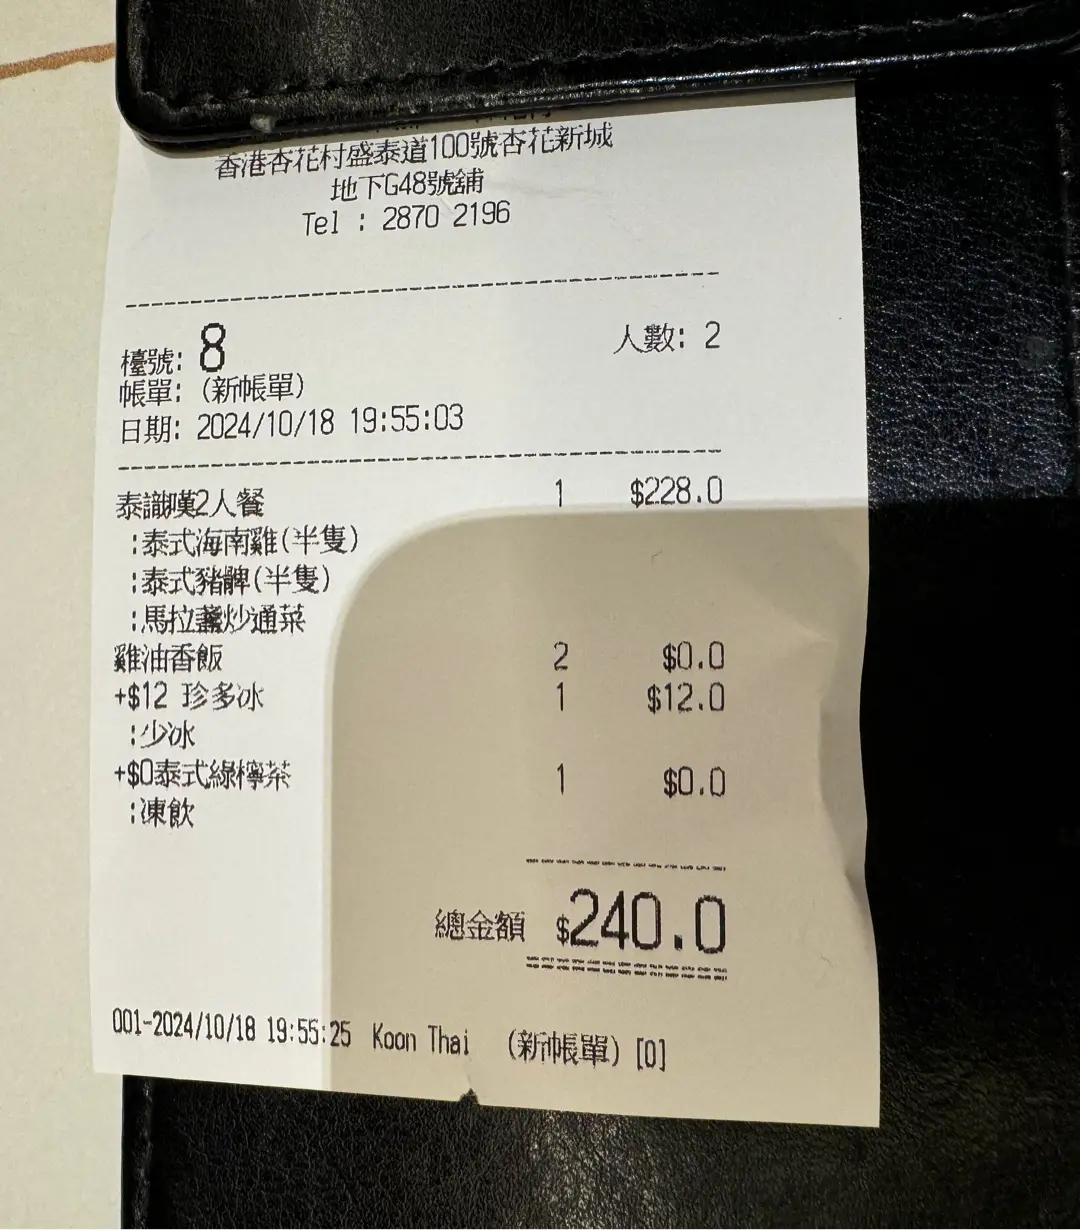 香港杏花村盛泰道100號杏花新城
地下G48號舖
Tel : 2870 2196
檯號: 8 人數: 2
帳單: (新帳單)
日期: 2024/10/18 19:55:03
泰識嘆2人餐 1 $228.0
:泰式海南雞(半隻)
:泰式豬髀(半隻)
:馬拉盞炒通菜
雞油香飯 2 $0.0
+$12 珍多冰 1 $12.0
:少冰
+$0泰式綠檸茶 1 $0.0
:凍飲
總金額 $240.0
001-2024/10/18 19:55:25 Koon Thai (新帳單) [0]